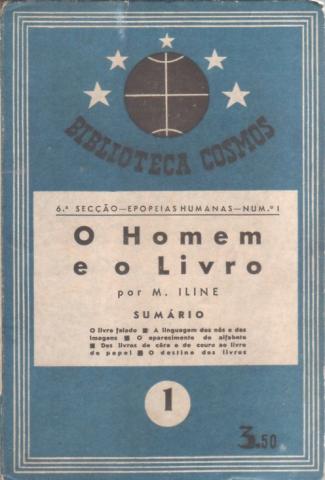 BIBLIOTECA COSMOS
6.ª SECÇÃO—EPOPEIAS HUMANAS—NUM.º I
O Homem
e o Livro
por M. ILINE
SUMÁRIO
O livro falado ■ A linguagem dos nós e das
imagens ■ O aparecimento do alfabeto
■ Dos livros de cêra e de couro ao livro
de papel ■ O destino dos livros
1
3.50